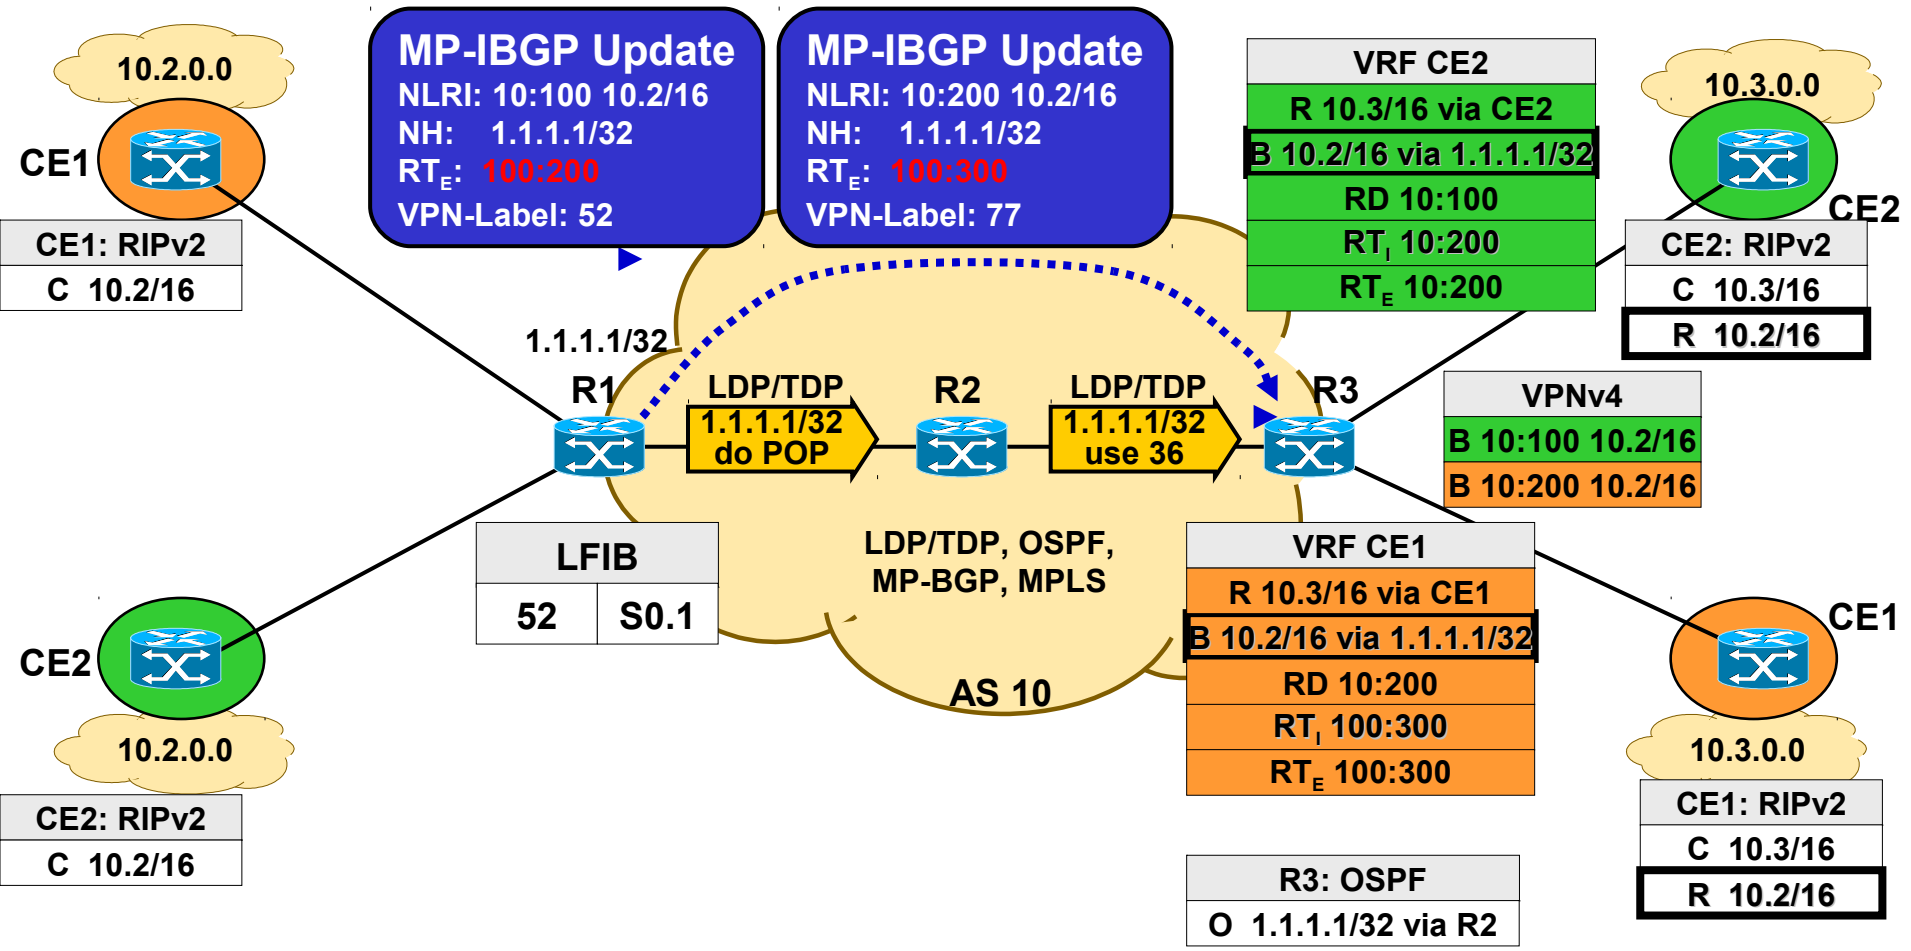 10.2.0.0
CE1
CE1: RIPv2
C 10.2/16
MP-IBGP Update
NLRI: 10:100 10.2/16
NH: 1.1.1.1/32
RTE: 100:200
VPN-Label: 52
MP-IBGP Update
NLRI: 10:200 10.2/16
NH: 1.1.1.1/32
RTE: 100:300
VPN-Label: 77
VRF CE2
R 10.3/16 via CE2
B 10.2/16 via 1.1.1.1/32
RD 10:100
RTI 10:200
RTE 10:200
10.3.0.0
CE2
CE2: RIPv2
C 10.3/16
R 10.2/16
1.1.1.1/32
R1
LDP/TDP
1.1.1.1/32
do POP
R2
LDP/TDP
1.1.1.1/32
use 36
R3
VPNv4
B 10:100 10.2/16
B 10:200 10.2/16
LFIB
52 S0.1
LDP/TDP, OSPF,
MP-BGP, MPLS
AS 10
VRF CE1
R 10.3/16 via CE1
B 10.2/16 via 1.1.1.1/32
RD 10:200
RTI 100:300
RTE 100:300
CE2
10.2.0.0
CE2: RIPv2
C 10.2/16
CE1
10.3.0.0
CE1: RIPv2
C 10.3/16
R 10.2/16
R3: OSPF
O 1.1.1.1/32 via R2